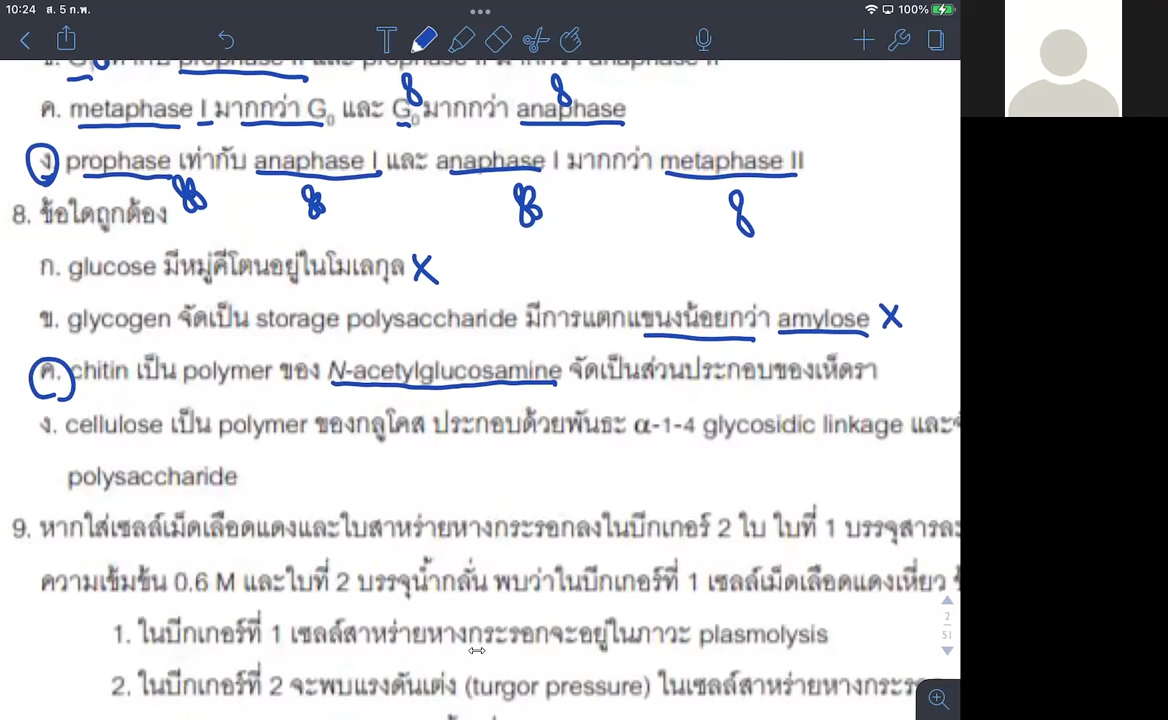 10:24 ส. 5 ก.พ.
100%
T
8 8
ค. metaphase I มากกว่า G0 และ G0 มากกว่า anaphase
ง prophase เท่ากับ anaphase I และ anaphase I มากกว่า metaphase II
88 88 88 8
8. ข้อใดถูกต้อง
ก. glucose มีหมู่คีโตนอยู่ในโมเลกุล X
ข. glycogen จัดเป็น storage polysaccharide มีการแตกแขนงน้อยกว่า amylose X
ค. chitin เป็น polymer ของ N-acetylglucosamine จัดเป็นส่วนประกอบของเห็ดรา
ง. cellulose เป็น polymer ของกลูโคส ประกอบด้วยพันธะ α-1-4 glycosidic linkage และ
polysaccharide
9. หากใส่เซลล์เม็ดเลือดแดงและใบสาหร่ายหางกระรอกลงในบีกเกอร์ 2 ใบ ใบที่ 1 บรรจุสารละ
ความเข้มข้น 0.6 M และใบที่ 2 บรรจุน้ำกลั่น พบว่าในบีกเกอร์ที่ 1 เซลล์เม็ดเลือดแดงเหี่ยว
2
51
1. ในบีกเกอร์ที่ 1 เซลล์สาหร่ายหางกระรอกจะอยู่ในภาวะ plasmolysis
2. ในบีกเกอร์ที่ 2 จะพบแรงดันเต่ง (turgor pressure) ในเซลล์สาหร่ายหางกระร